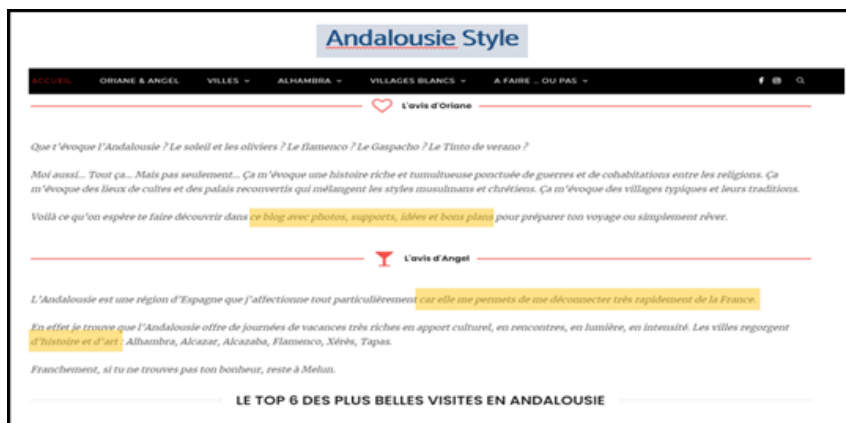 Andalousie Style
ACCUEIL ORIANE & ANGEL VILLES ALHAMBRA VILLAGES BLANCS A FAIRE ... OU PAS
L'avis d'Oriane
Que t'évoque l'Andalousie ? Le soleil et les oliviers ? Le flamenco ? Le Gaspacho ? Le Tinto de verano ?
Moi aussi... Tout ça... Mais pas seulement... Ça m'évoque une histoire riche et tumultueuse ponctuée de guerres et de cohabitations entre les religions. Ça
m'évoque des lieux de cultes et des palais reconvertis qui mélangent les styles musulmans et chrétiens. Ça m'évoque des villages typiques et leurs traditions.
Voilà ce qu'on espère te faire découvrir dans ce blog avec photos, supports, idées et bons plans pour préparer ton voyage ou simplement rêver.
L'avis d'Angel
L'Andalousie est une région d'Espagne que j'affectionne tout particulièrement car elle me permets de me déconnecter très rapidement de la France.
En effet je trouve que l'Andalousie offre de journées de vacances très riches en apport culturel, en rencontres, en lumière, en intensité. Les villes regorgent
d'histoire et d'art : Alhambra, Alcazar, Alcazaba, Flamenco, Xérès, Tapas.
Franchement, si tu ne trouves pas ton bonheur, reste à Melun.
LE TOP 6 DES PLUS BELLES VISITES EN ANDALOUSIE